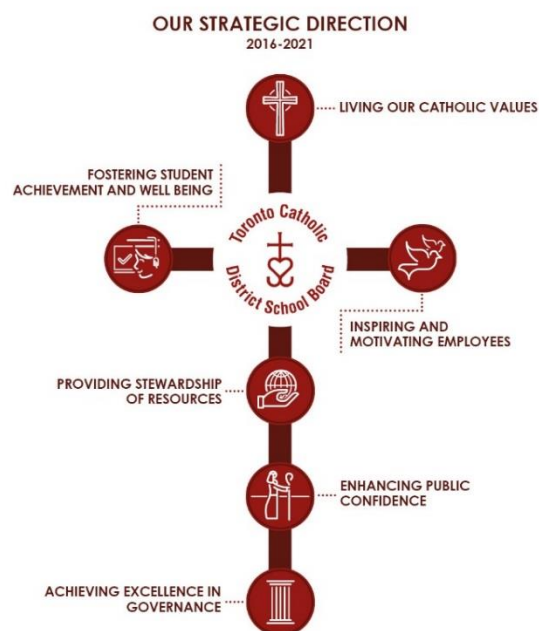 OUR STRATEGIC DIRECTION
2016-2021
LIVING OUR CATHOLIC VALUES
FOSTERING STUDENT
ACHIEVEMENT AND WELL BEING
Toronto Catholic
District School Board
INSPIRING AND
MOTIVATING EMPLOYEES
PROVIDING STEWARDSHIP
OF RESOURCES
ENHANCING PUBLIC
CONFIDENCE
ACHIEVING EXCELLENCE IN
GOVERNANCE